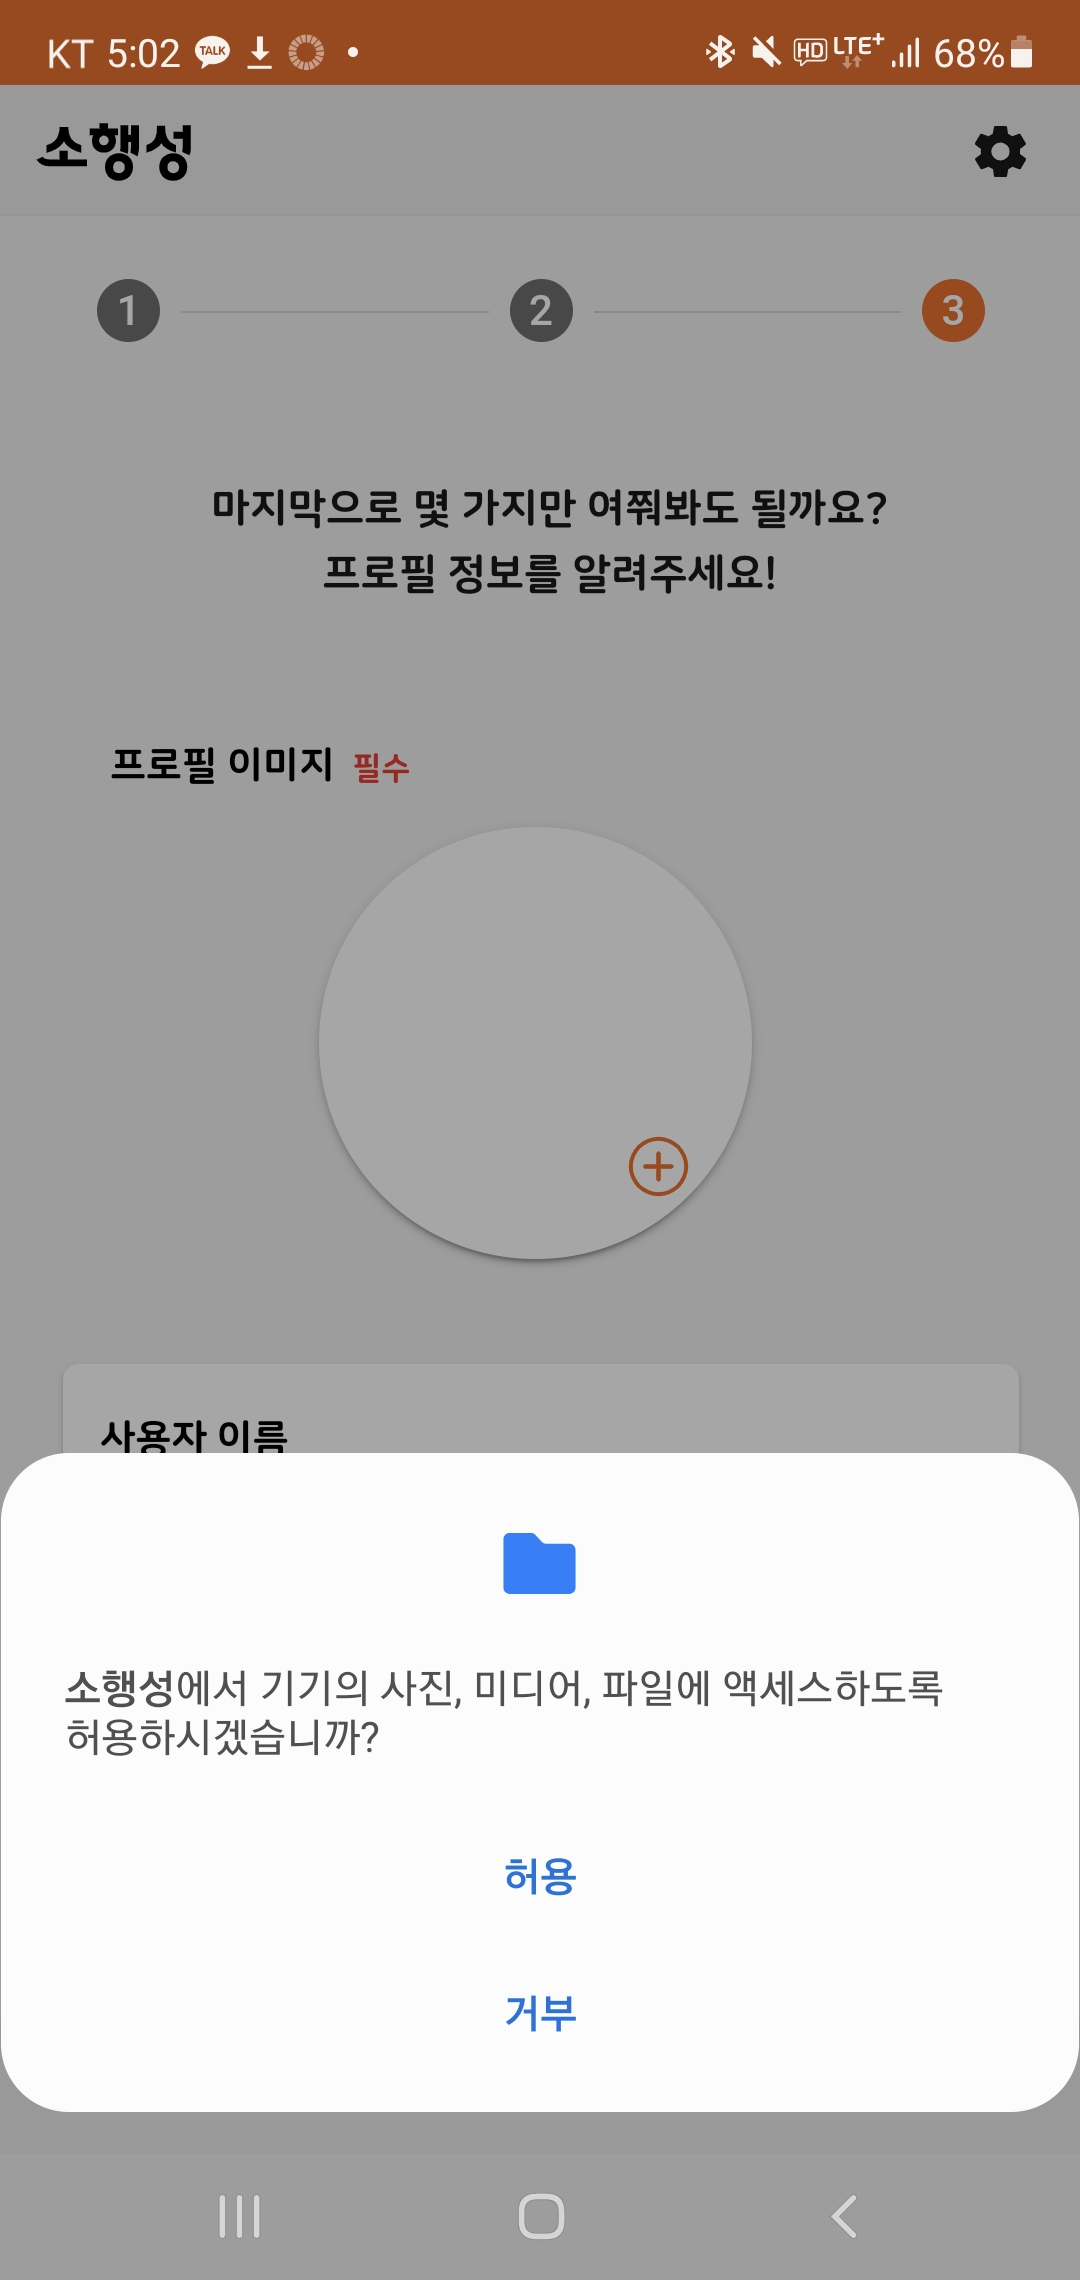 KT 5:02 TALK HD LTE+ 68%
소행성
1 2 3
마지막으로 몇 가지만 여쭤봐도 될까요?
프로필 정보를 알려주세요!
프로필 이미지 필수
사용자 이름
소행성에서 기기의 사진, 미디어, 파일에 액세스하도록
허용하시겠습니까?
허용
거부